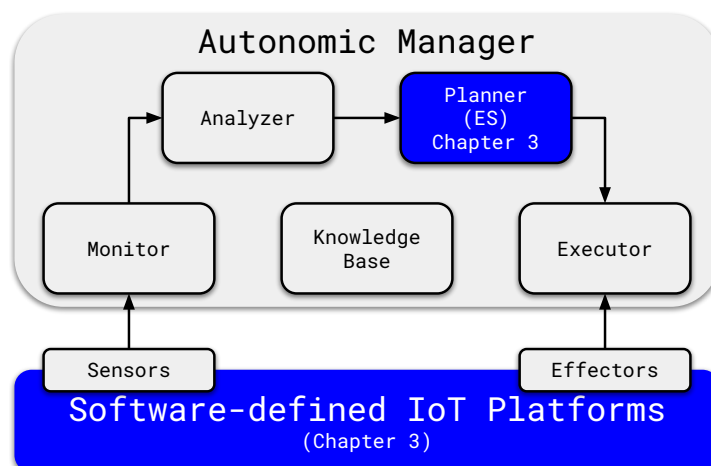 Autonomic Manager
Analyzer
Planner
(ES)
Chapter 3
Monitor
Knowledge
Base
Executor
Sensors
Effectors
Software-defined IoT Platforms
(Chapter 3)